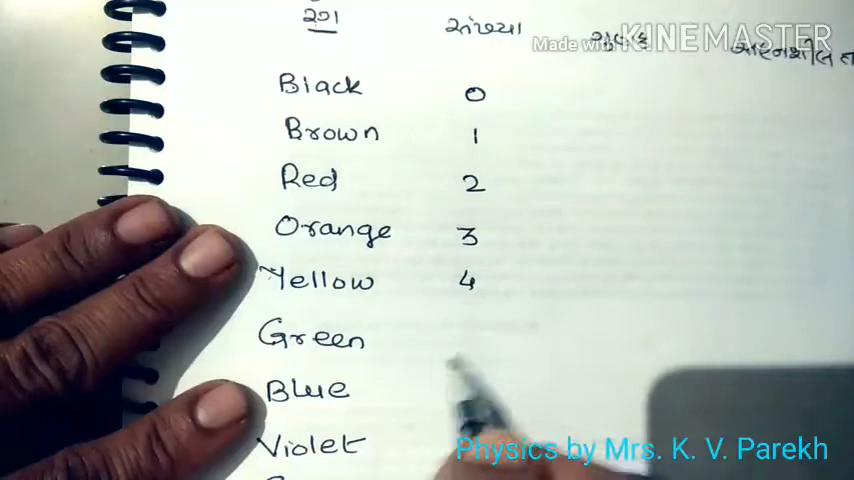 રંગ સંખ્યા ગુણક
Made with KINEMASTER
Black 0
Brown 1
Red 2
Orange 3
Yellow 4
Green
Blue
Violet
Physics by Mrs. K. V. Parekh